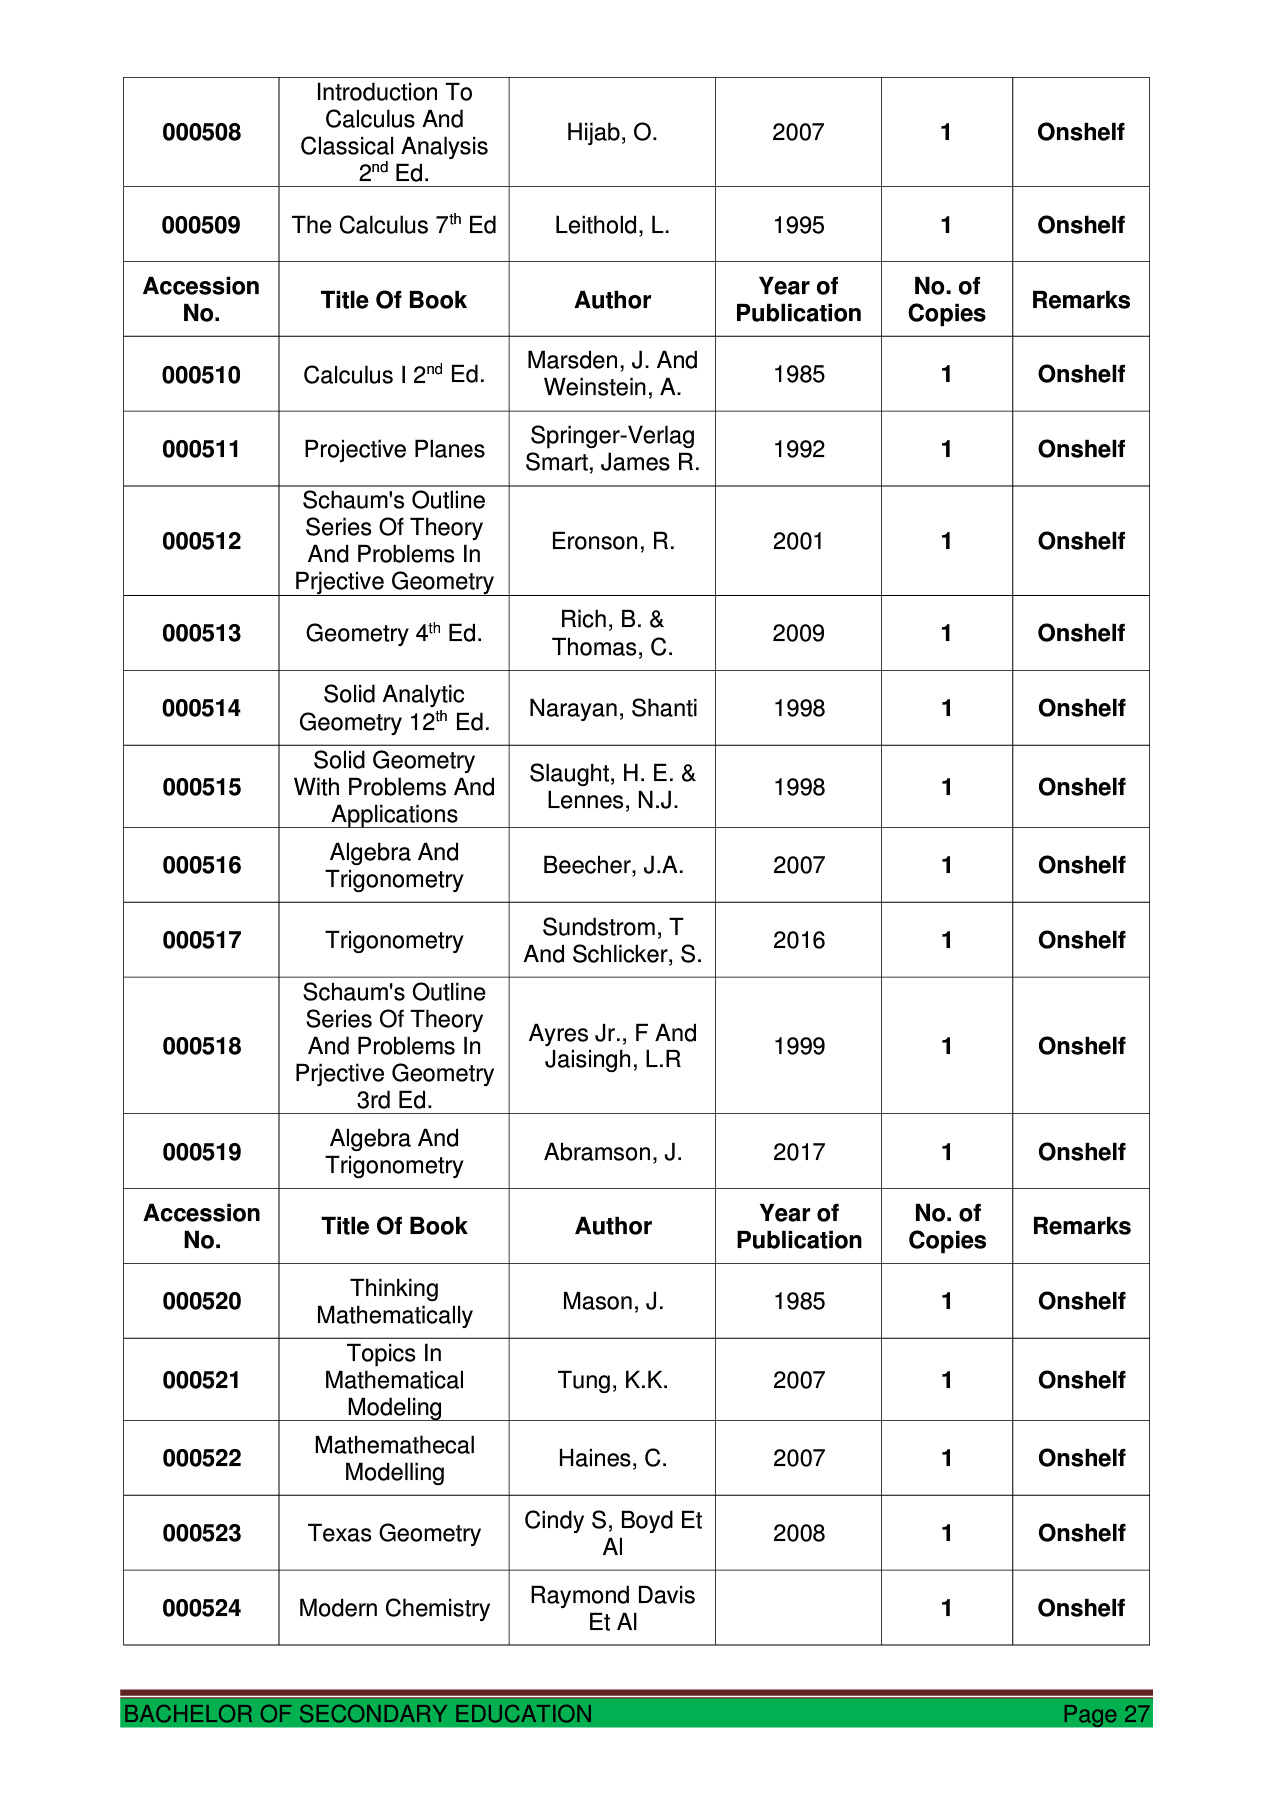 Introduction To
Calculus And
Classical Analysis
2nd Ed.
000508
Hijab, O.
2007
1
Onshelf
000509
The Calculus 7th Ed
Leithold, L.
1995
1
Onshelf
Accession
No.
Title Of Book
Author
Year of
Publication
No. of
Copies
Remarks
000510
Calculus I 2nd Ed.
Marsden, J. And
Weinstein, A.
1985
1
Onshelf
000511
Projective Planes
Springer-Verlag
Smart, James R.
1992
1
Onshelf
000512
Schaum's Outline
Series Of Theory
And Problems In
Prjective Geometry
Eronson, R.
2001
1
Onshelf
000513
Geometry 4th Ed.
Rich, B. &
Thomas, C.
2009
1
Onshelf
000514
Solid Analytic
Geometry 12th Ed.
Narayan, Shanti
1998
1
Onshelf
000515
Solid Geometry
With Problems And
Applications
Slaught, H. E. &
Lennes, N.J.
1998
1
Onshelf
000516
Algebra And
Trigonometry
Beecher, J.A.
2007
1
Onshelf
000517
Trigonometry
Sundstrom, T
And Schlicker, S.
2016
1
Onshelf
000518
Schaum's Outline
Series Of Theory
And Problems In
Prjective Geometry
3rd Ed.
Ayres Jr., F And
Jaisingh, L.R
1999
1
Onshelf
000519
Algebra And
Trigonometry
Abramson, J.
2017
1
Onshelf
Accession
No.
Title Of Book
Author
Year of
Publication
No. of
Copies
Remarks
000520
Thinking
Mathematically
Mason, J.
1985
1
Onshelf
000521
Topics In
Mathematical
Modeling
Tung, K.K.
2007
1
Onshelf
000522
Mathemathecal
Modelling
Haines, C.
2007
1
Onshelf
000523
Texas Geometry
Cindy S, Boyd Et
Al
2008
1
Onshelf
000524
Modern Chemistry
Raymond Davis
Et Al
1
Onshelf
BACHELOR OF SECONDARY EDUCATION Page 27